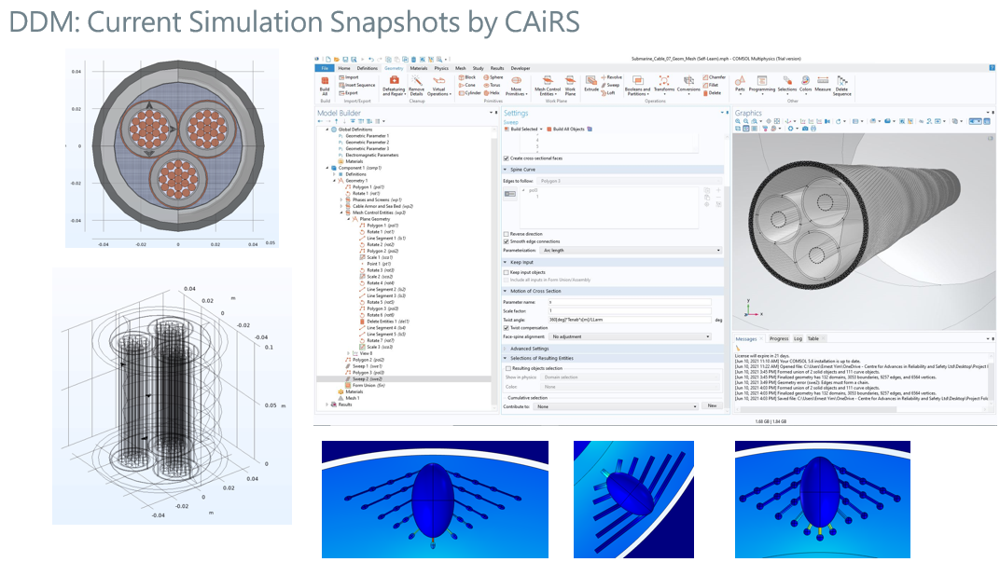 DDM: Current Simulation Snapshots by CAiRS
0.04
0.02
0
-0.02
-0.04
-0.04
-0.02
0
0.02
0.04
0.05
0.04
0.02
0
-0.02
-0.04
m
0.1
0.05
m
0
0.04
0.02
0
-0.02
-0.04
m
Submarine_Cable_07_Geom_Mesh (Self-Learn).mph - COMSOL Multiphysics (Trial version)
File Home Definitions Geometry Materials Physics Mesh Study Results Developer
Build All
Import
Insert Sequence
Export
Import/Export
Defeaturing and Repair
Remove Details
Virtual Operations
Cleanup
Block
Cone
Cylinder
Sphere
Torus
Helix
More Primitives
Primitives
Mesh Control Entities
Work Plane
Work Plane
Extrude
Revolve
Sweep
Loft
Booleans and Partitions
Transforms
Conversions
Chamfer
Fillet
Delete
Operations
Parts
Programming
Selections
Colors
Measure
Delete Sequence
Other
Build
Model Builder
Global Definitions
Geometric Parameter 1
Geometric Parameter 2
Geometric Parameter 3
Electromagnetic Parameters
Materials
Component 1 (comp1)
Definitions
Geometry 1
Polygon 1 (pol1)
Rotate 1 (rot1)
Phases and Screens (wp1)
Cable Armor and Sea Bed (wp2)
Mesh Control Entities (wp3)
Plane Geometry
Polygon 1 (pol1)
Rotate 1 (rot1)
Line Segment 1 (ls1)
Rotate 2 (rot2)
Polygon 2 (pol2)
Scale 1 (sca1)
Point 1 (pt1)
Rotate 3 (rot3)
Scale 2 (sca2)
Rotate 4 (rot4)
Line Segment 2 (ls2)
Line Segment 3 (ls3)
Rotate 5 (rot5)
Polygon 3 (pol3)
Rotate 6 (rot6)
Delete Entities 1 (del1)
Line Segment 4 (ls4)
Line Segment 5 (ls5)
Rotate 7 (rot7)
Scale 3 (sca3)
View 8
Polygon 2 (pol2)
Sweep 1 (swe1)
Polygon 3 (pol3)
Sweep 2 (swe2)
Form Union (fin)
Materials
Mesh 1
Results
Settings
Sweep
Build Selected Build All Objects
4
5
Create cross-sectional faces
Spine Curve
Edges to follow: Polygon 3
pol3
1
Reverse direction
Smooth edge connections
Parameterization: Arc length
Keep Input
Keep input objects
Include all inputs in Form Union/Assembly
Motion of Cross Section
Parameter name: s
Scale factor: 1
Twist angle: 360[deg]*Tenab*s[m]/LLarm deg
Twist compensation
Face-spine alignment: No adjustment
Advanced Settings
Selections of Resulting Entities
Resulting objects selection
Show in physics: Domain selection
Color: None
Cumulative selection
Contribute to: None New
Graphics
y
z
x
Messages Progress Log Table
License will expire in 21 days.
[Jun 10, 2021 11:10 AM] COMSOL 5.6 installation is up to date.
[Jun 10, 2021 11:22 AM] Opened file: C:\Users\Ernest Yim\OneDrive - Centre for Advances in Reliability and Safety Ltd\Desktop\Project F
[Jun 10, 2021 3:45 PM] Formed union of 2 solid objects and 111 curve objects.
[Jun 10, 2021 3:45 PM] Finalized geometry has 132 domains, 3053 boundaries, 9257 edges, and 6564 vertices.
[Jun 10, 2021 3:49 PM] Geometry error (swe2): Edges must form a chain.
[Jun 10, 2021 4:03 PM] Formed union of 2 solid objects and 111 curve objects.
[Jun 10, 2021 4:03 PM] Finalized geometry has 132 domains, 3053 boundaries, 9257 edges, and 6564 vertices.
[Jun 10, 2021 4:03 PM] Saved file: C:\Users\Ernest Yim\OneDrive - Centre for Advances in Reliability and Safety Ltd\Desktop\Project Fol
1.68 GB | 1.84 GB